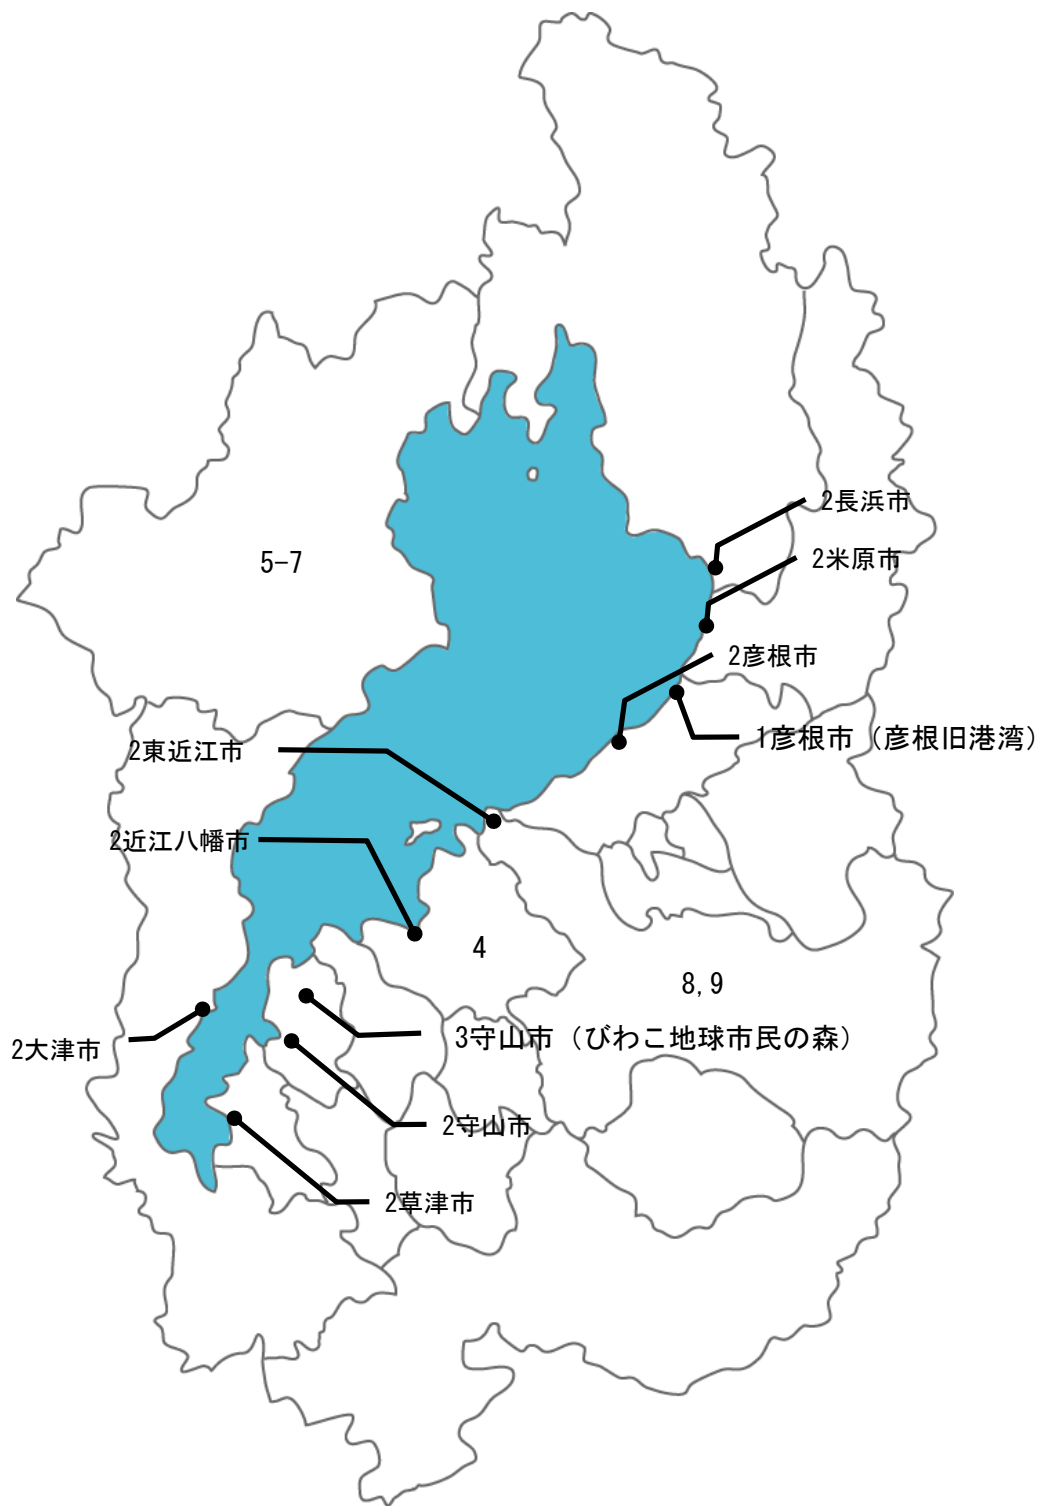 2長浜市
2米原市
5-7
2彦根市
1彦根市（彦根旧港湾）
2東近江市
2近江八幡市
4
8,9
3守山市（びわこ地球市民の森）
2大津市
2守山市
2草津市